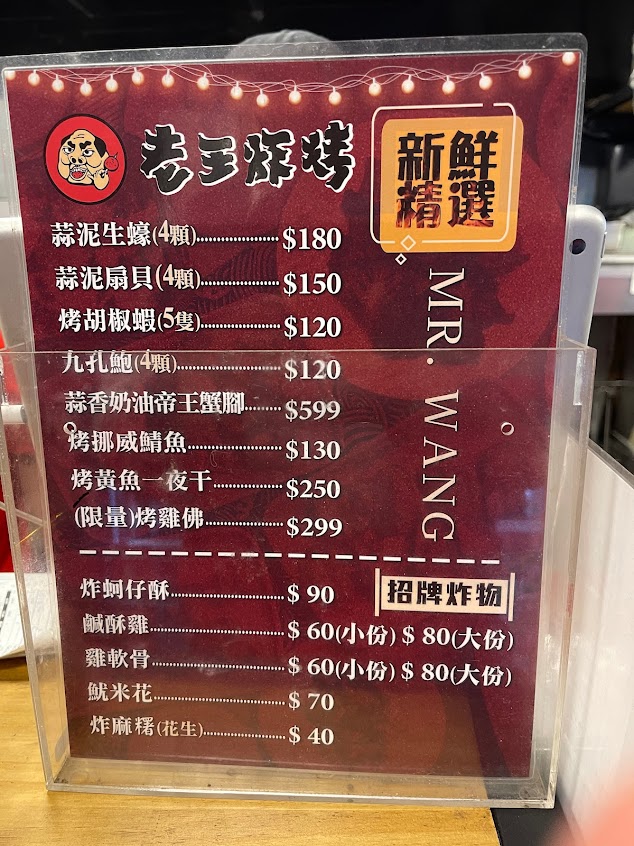 老王炸烤
新鮮
精選
MR. WANG
蒜泥生蠔(4顆)..................$180
蒜泥扇貝(4顆)..................$150
烤胡椒蝦(5隻)..................$120
九孔鮑(4顆)......................$120
蒜香奶油帝王蟹腳........$599
烤挪威鯖魚....................$130
烤黃魚一夜干...............$250
(限量)烤雞佛.................$299
招牌炸物
炸蚵仔酥.........................$ 90
鹹酥雞.............................$ 60(小份) $ 80(大份)
雞軟骨.............................$ 60(小份) $ 80(大份)
魷米花.............................$ 70
炸麻糬(花生)..................$ 40